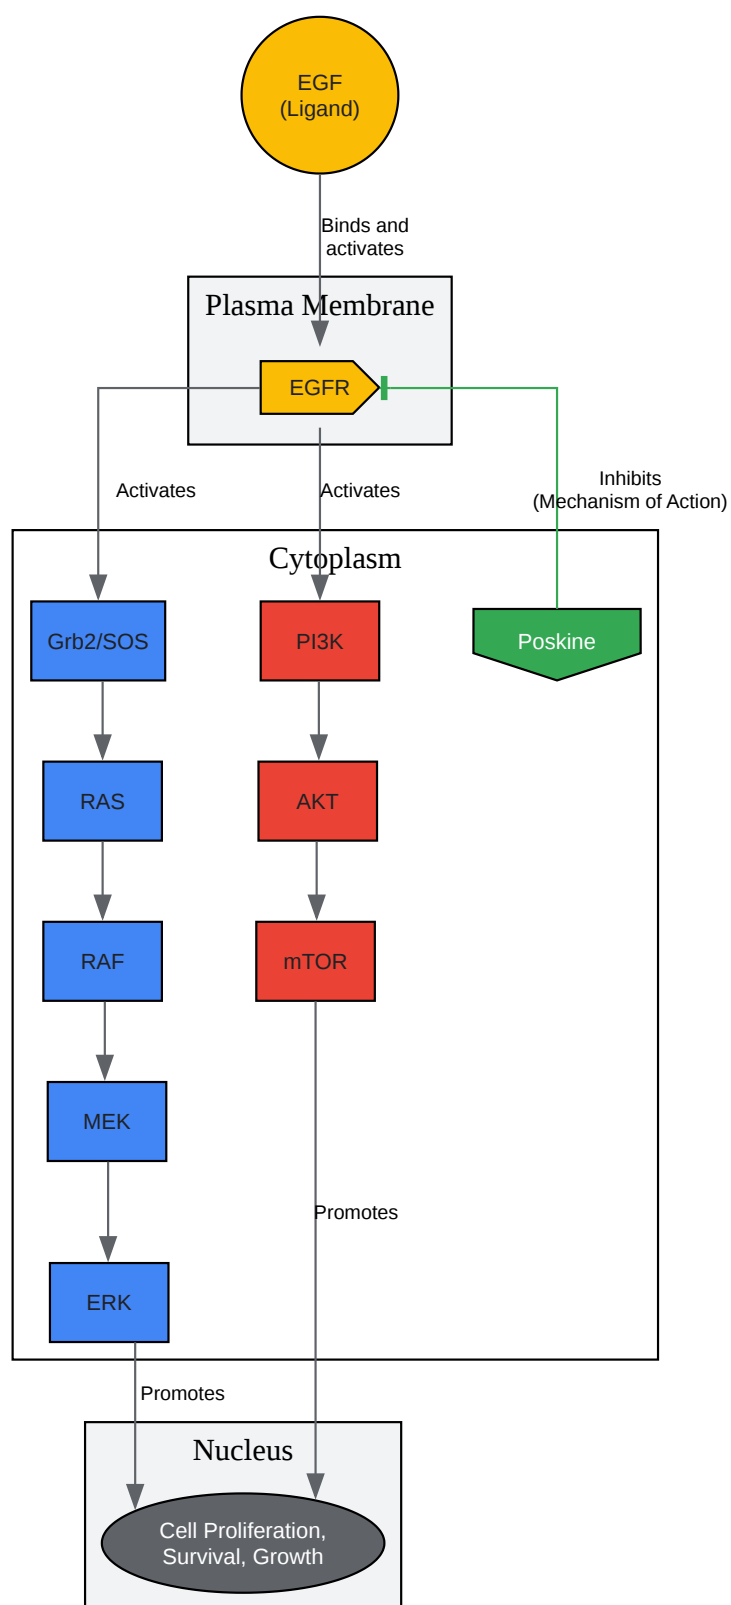 EGF
(Ligand)
Binds and
activates
Plasma Membrane
EGFR
Activates
Activates
Inhibits
(Mechanism of Action)
Cytoplasm
Grb2/SOS
PI3K
Poskine
RAS
AKT
RAF
mTOR
MEK
Promotes
ERK
Promotes
Nucleus
Cell Proliferation,
Survival, Growth